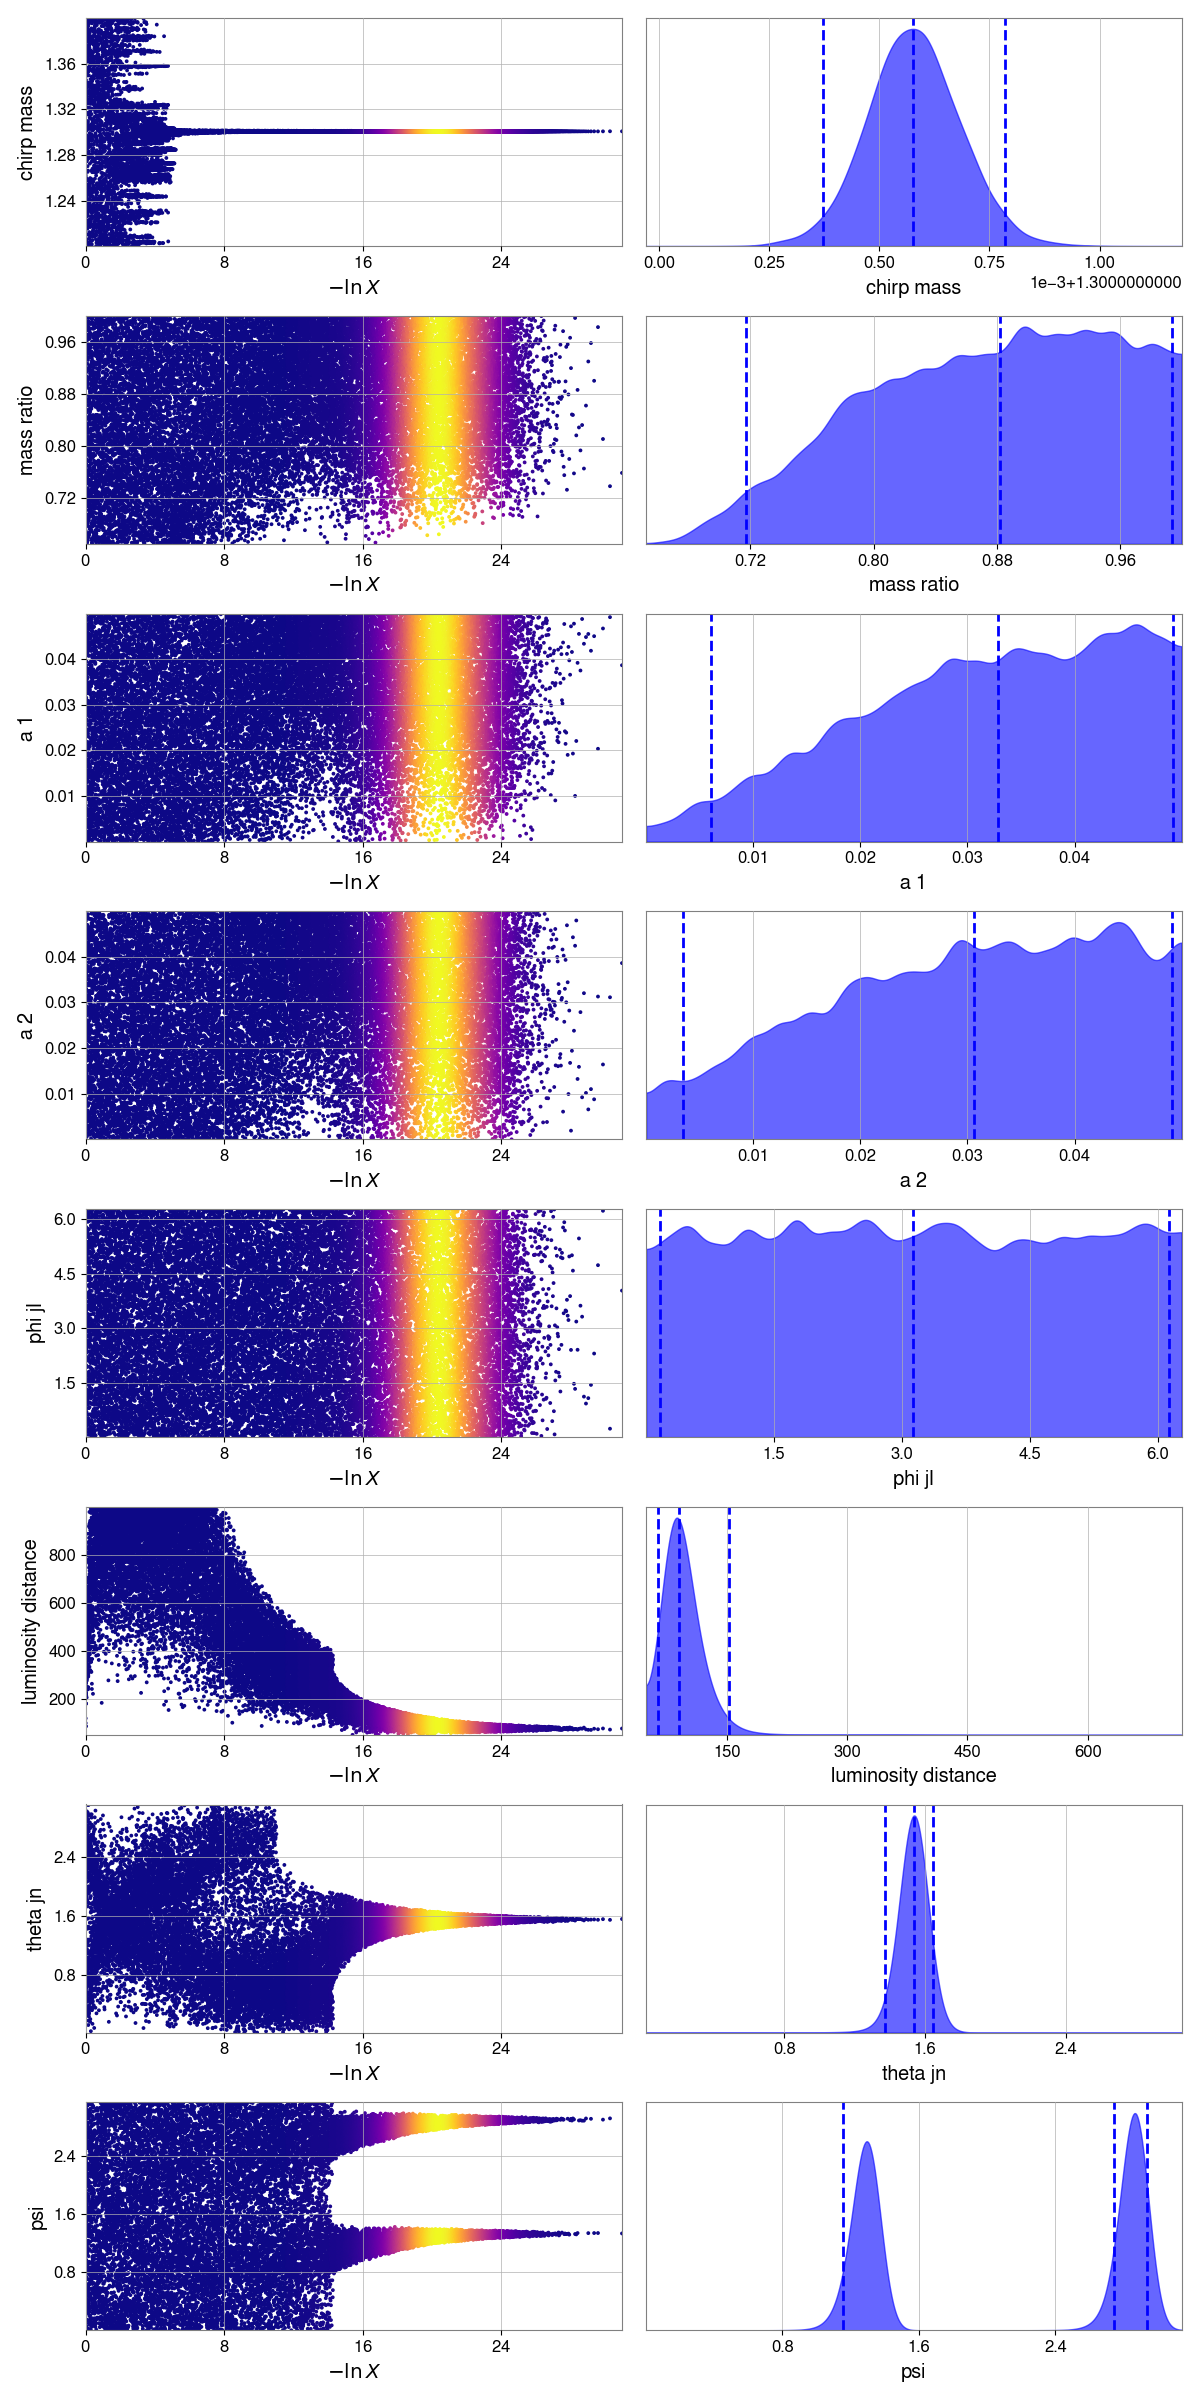 chirp mass
1.36
1.32
1.28
1.24
0 8 16 24
−ln X
0.00 0.25 0.50 0.75 1.00
1e−3+1.3000000000
chirp mass
mass ratio
0.96
0.88
0.80
0.72
0 8 16 24
−ln X
0.72 0.80 0.88 0.96
mass ratio
a 1
0.04
0.03
0.02
0.01
0 8 16 24
−ln X
0.01 0.02 0.03 0.04
a 1
a 2
0.04
0.03
0.02
0.01
0 8 16 24
−ln X
0.01 0.02 0.03 0.04
a 2
phi jl
6.0
4.5
3.0
1.5
0 8 16 24
−ln X
1.5 3.0 4.5 6.0
phi jl
luminosity distance
800
600
400
200
0 8 16 24
−ln X
150 300 450 600
luminosity distance
theta jn
2.4
1.6
0.8
0 8 16 24
−ln X
0.8 1.6 2.4
theta jn
psi
2.4
1.6
0.8
0 8 16 24
−ln X
0.8 1.6 2.4
psi